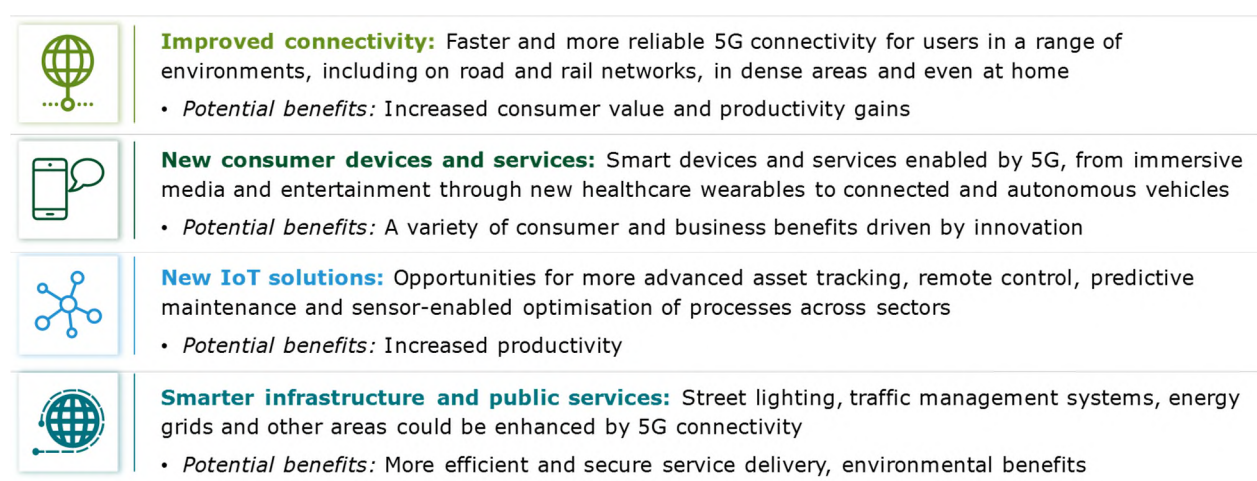 Improved connectivity: Faster and more reliable 5G connectivity for users in a range of
environments, including on road and rail networks, in dense areas and even at home
• Potential benefits: Increased consumer value and productivity gains
New consumer devices and services: Smart devices and services enabled by 5G, from immersive
media and entertainment through new healthcare wearables to connected and autonomous vehicles
• Potential benefits: A variety of consumer and business benefits driven by innovation
New IoT solutions: Opportunities for more advanced asset tracking, remote control, predictive
maintenance and sensor-enabled optimisation of processes across sectors
• Potential benefits: Increased productivity
Smarter infrastructure and public services: Street lighting, traffic management systems, energy
grids and other areas could be enhanced by 5G connectivity
• Potential benefits: More efficient and secure service delivery, environmental benefits